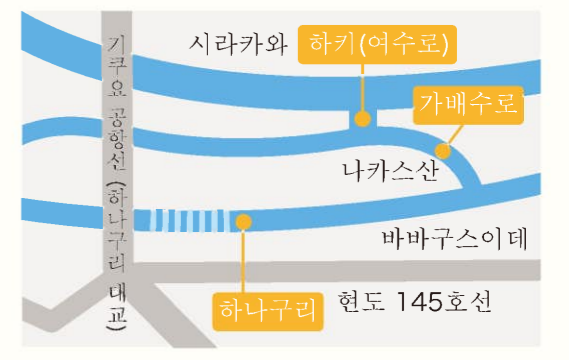 시라카와
하키(여수로)
가배수로
기쿠요 공항선 (하나구리 대교)
나카스산
바바구스이데
하나구리
현도 145호선